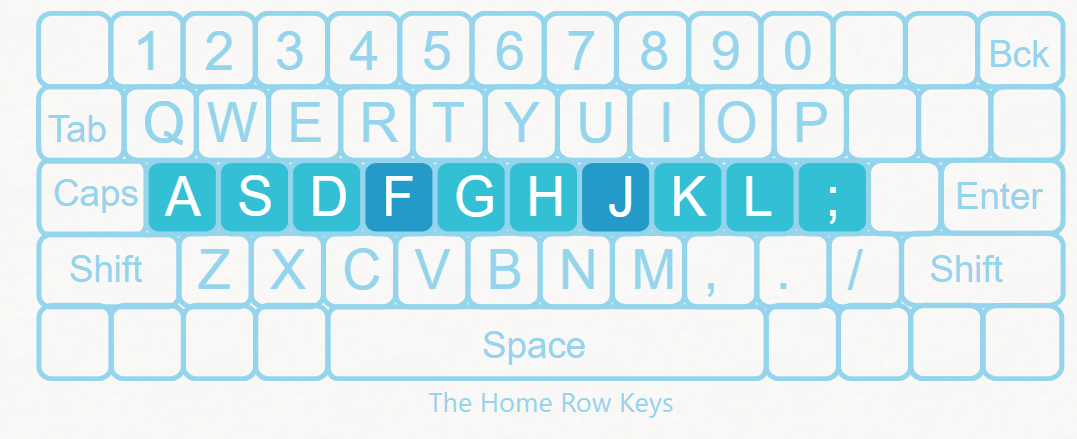 1 2 3 4 5 6 7 8 9 0 Bck
Tab Q W E R T Y U I O P
Caps A S D F G H J K L ; Enter
Shift Z X C V B N M , . / Shift
Space
The Home Row Keys